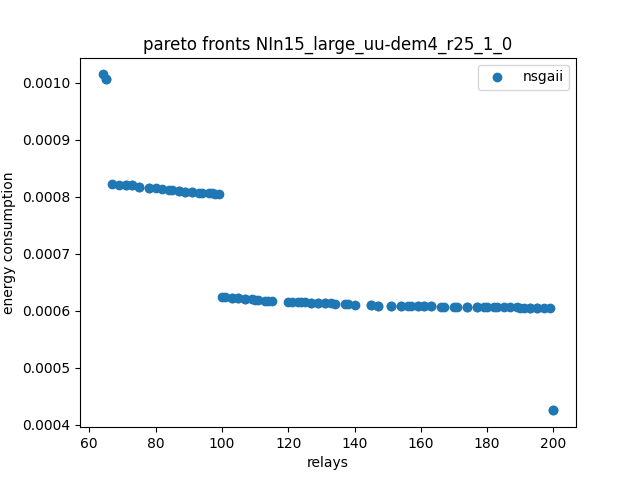 pareto fronts NIn15_large_uu-dem4_r25_1_0
nsgaii
0.0010
0.0009
0.0008
0.0007
0.0006
0.0005
0.0004
energy consumption
60 80 100 120 140 160 180 200
relays